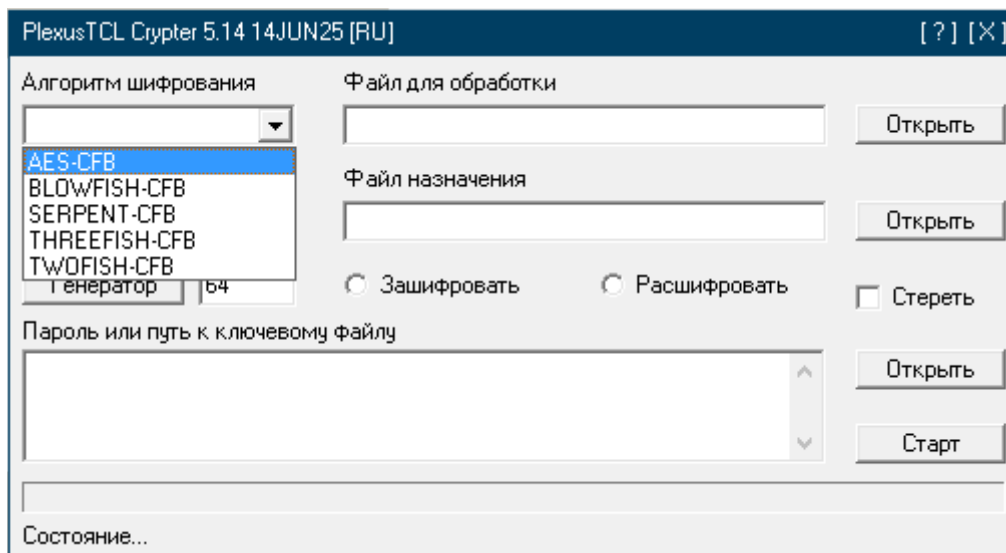 PlexusTCL Crypter 5.14 14JUN25 [RU] [ ? ] [ X ]
Алгоритм шифрования
Файл для обработки
Открыть
AES-CFB
BLOWFISH-CFB
SERPENT-CFB
THREEFISH-CFB
TWOFISH-CFB
Файл назначения
Открыть
Генератор 64
Зашифровать Расшифровать
Стереть
Пароль или путь к ключевому файлу
Открыть
Старт
Состояние...